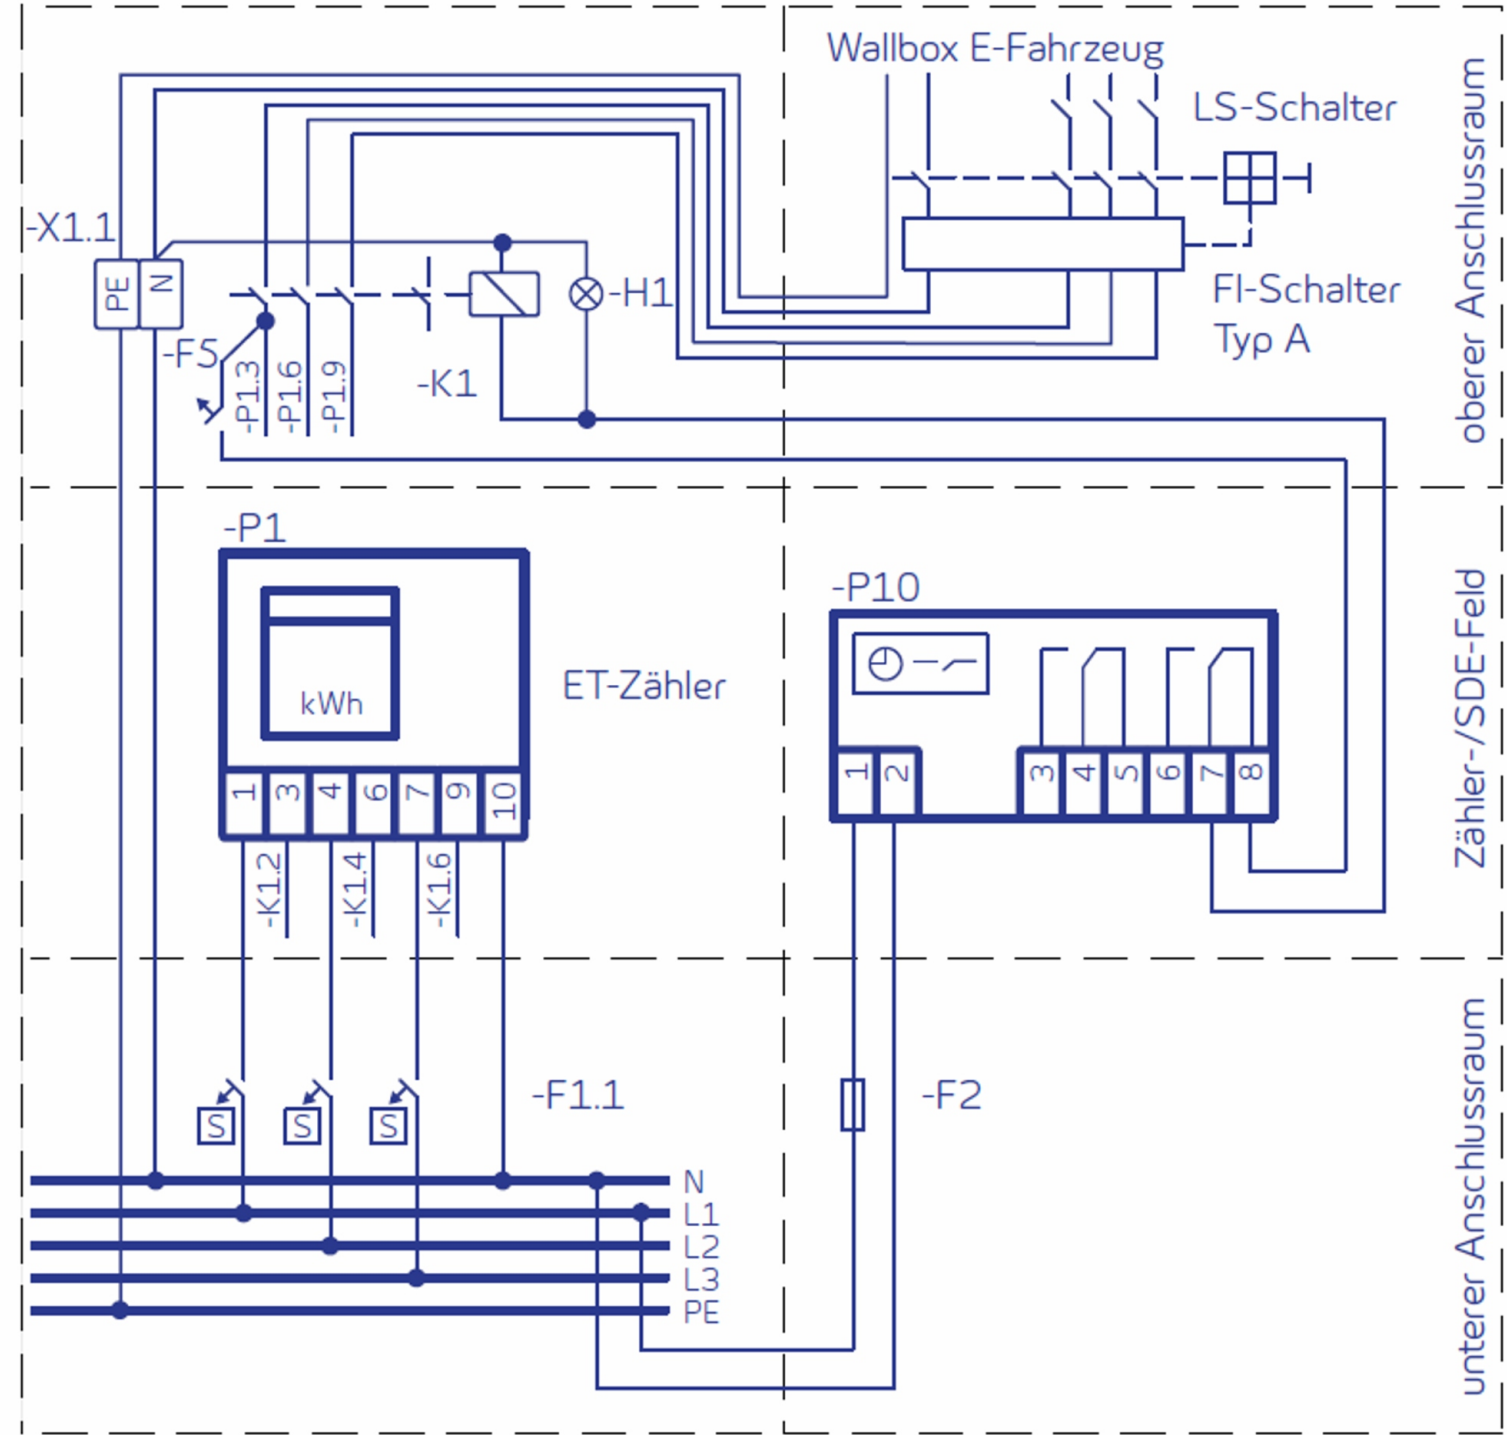 Wallbox E-Fahrzeug
LS-Schalter
-X1.1
PE
N
-H1
FI-Schalter
Typ A
-F5
-P1.3
-P1.6
-P1.9
-K1
oberer Anschlussraum
-P1
kWh
ET-Zähler
1
3
4
6
7
9
10
-K1.2
-K1.4
-K1.6
-P10
1
2
3
4
5
6
7
8
Zähler-/SDE-Feld
S
S
S
-F1.1
-F2
N
L1
L2
L3
PE
unterer Anschlussraum